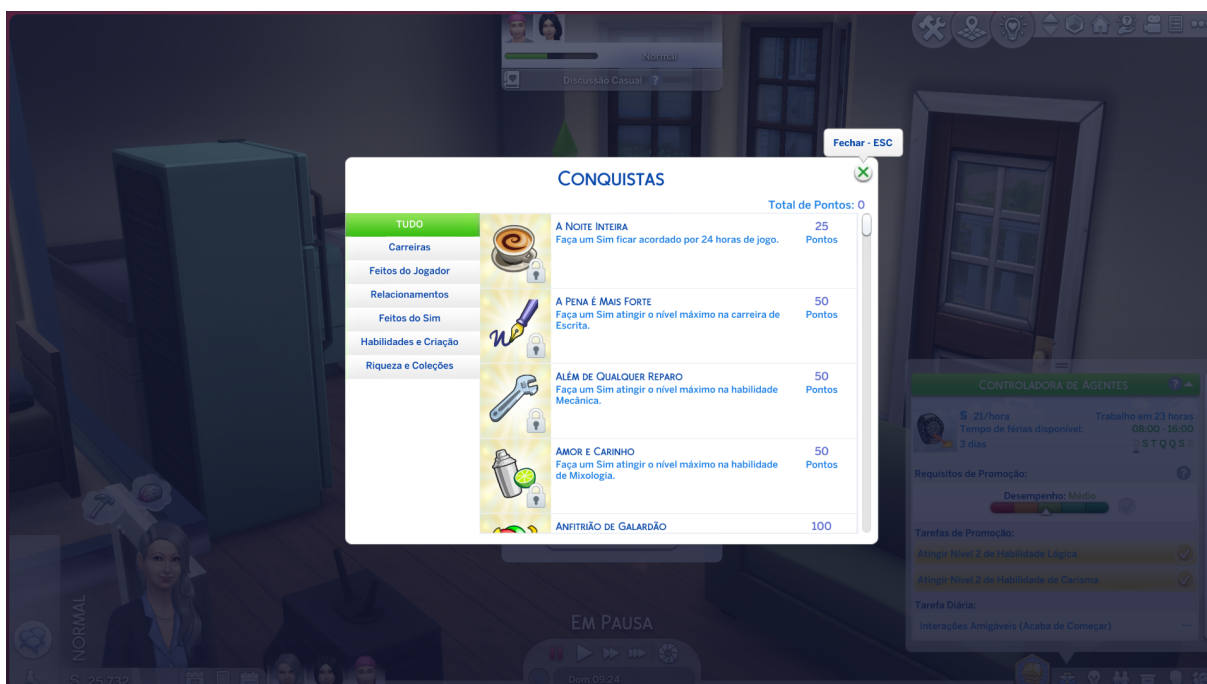 Normal
Discussão Casual ?
Fechar - ESC
CONQUISTAS
Total de Pontos: 0
TUDO
Carreiras
Feitos do Jogador
Relacionamentos
Feitos do Sim
Habilidades e Criação
Riqueza e Coleções
A NOITE INTEIRA
Faça um Sim ficar acordado por 24 horas de jogo.
25
Pontos
A PENA É MAIS FORTE
Faça um Sim atingir o nível máximo na carreira de
Escrita.
50
Pontos
ALÉM DE QUALQUER REPARO
Faça um Sim atingir o nível máximo na habilidade
Mecânica.
50
Pontos
AMOR E CARINHO
Faça um Sim atingir o nível máximo na habilidade
de Mixologia.
50
Pontos
ANFITRIÃO DE GALARDÃO
100
CONTROLADORA DE AGENTES ?
$ 21/hora
Trabalho em 23 horas
Tempo de férias disponível:
08:00 - 16:00
3 dias
D S T Q Q S S
Requisitos de Promoção: ?
Desempenho: Médio
Tarefas de Promoção:
Atingir Nível 2 de Habilidade Lógica
Atingir Nível 2 de Habilidade de Carisma
Tarefa Diária:
Interações Amigáveis (Acaba de Começar)
NORMAL
EM PAUSA
Dom 09:24
25.732